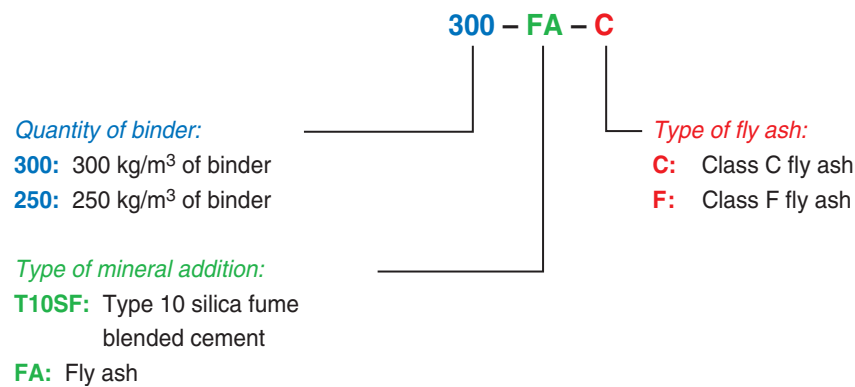 300 – FA – C
Quantity of binder:
300: 300 kg/m³ of binder
250: 250 kg/m³ of binder
Type of fly ash:
C: Class C fly ash
F: Class F fly ash
Type of mineral addition:
T10SF: Type 10 silica fume
blended cement
FA: Fly ash